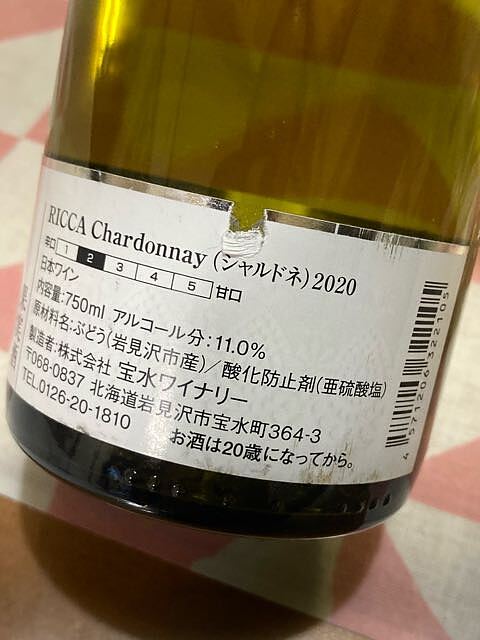 RICCA Chardonnay (シャルドネ) 2020
辛口 1 2 3 4 5 甘口
日本ワイン
内容量:750ml アルコール分:11.0%
原材料名:ぶどう(岩見沢市産)/酸化防止剤(亜硫酸塩)
製造者:株式会社 宝水ワイナリー
〒068-0837 北海道岩見沢市宝水町364-3
TEL.0126-20-1810
お酒は20歳になってから。
4 571206 322105